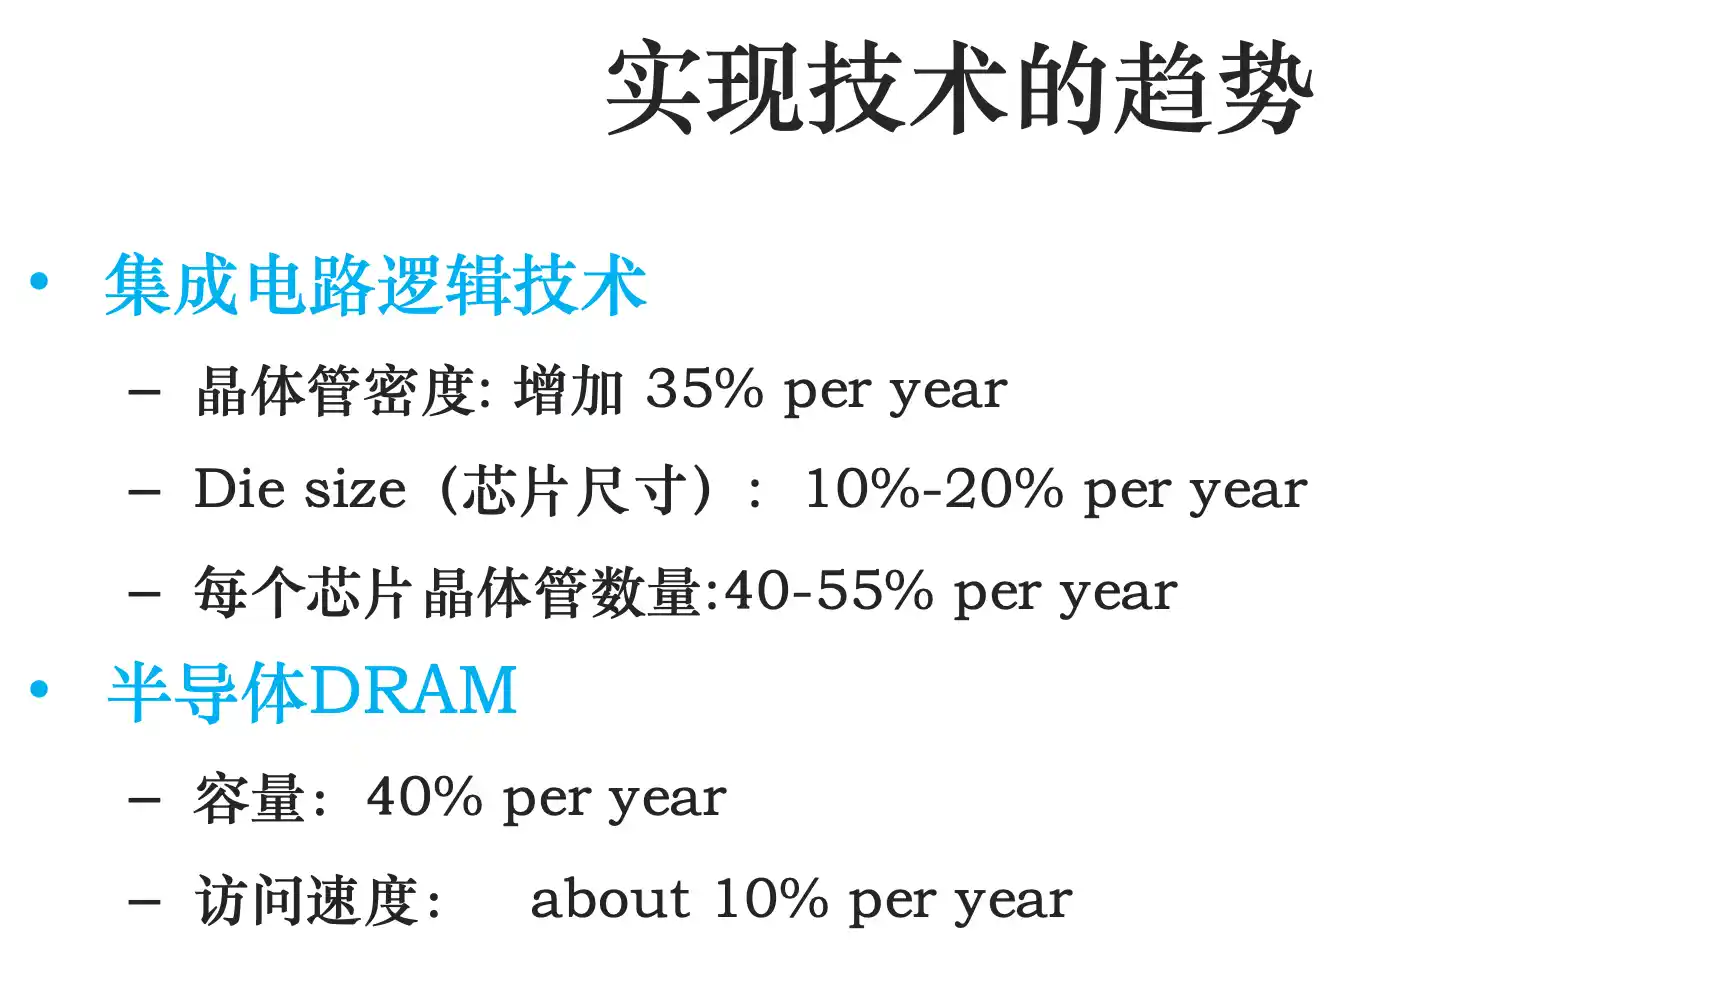 实现技术的趋势
• 集成电路逻辑技术
– 晶体管密度: 增加 35% per year
– Die size（芯片尺寸）: 10%-20% per year
– 每个芯片晶体管数量:40-55% per year
• 半导体DRAM
– 容量：40% per year
– 访问速度： about 10% per year